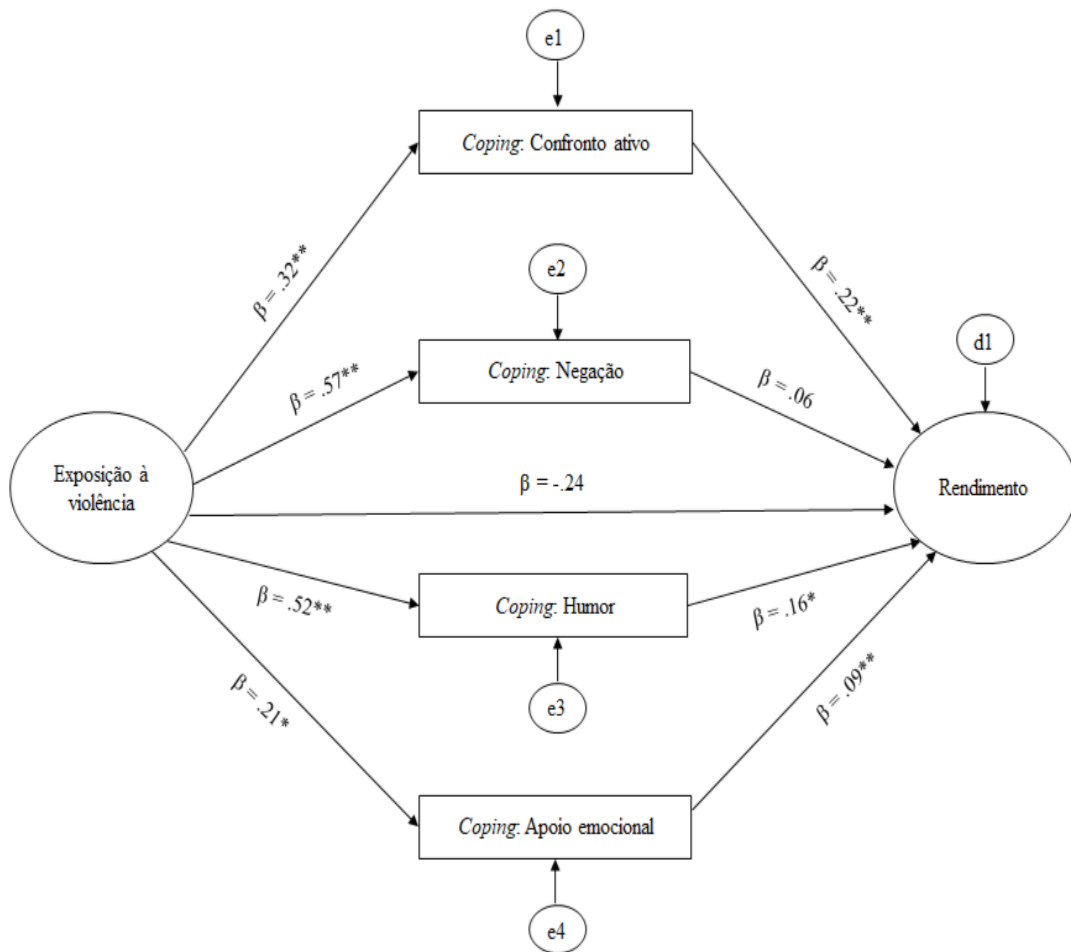 e1
Coping: Confronto ativo
β = .32**
β = .22**
e2
d1
Coping: Negação
β = .57**
β = .06
Exposição à
violência
β = -.24
Rendimento
Coping: Humor
β = .52**
β = .16*
e3
β = .21*
β = .09**
Coping: Apoio emocional
e4